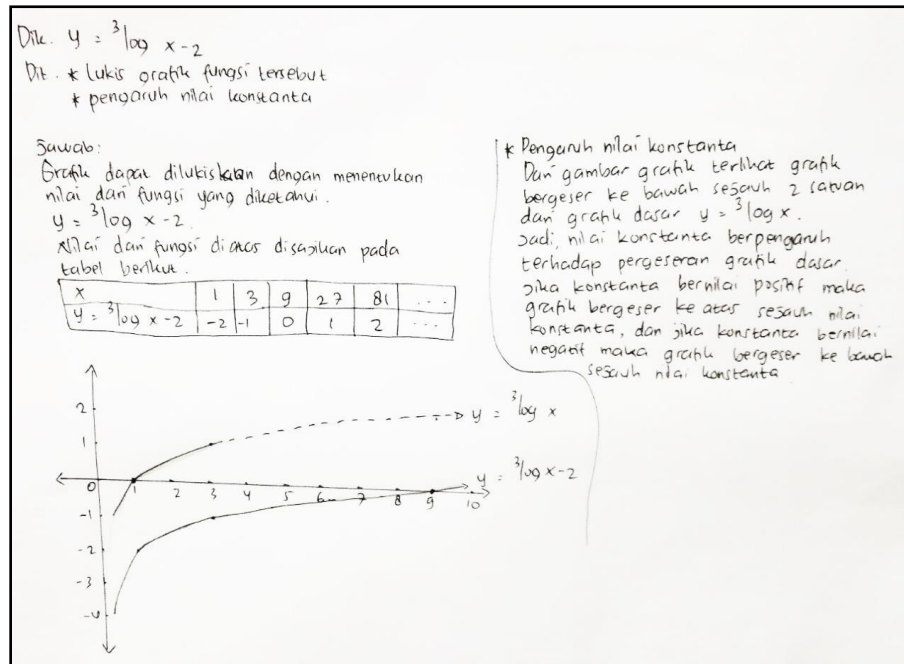 Dik. y = ³log x-2
Dit. * lukis grafik fungsi tersebut
* pengaruh nilai konstanta
Jawab:
Grafik dapat dilukiskan dengan menentukan
nilai dari fungsi yang diketahui.
y = ³log x-2.
Nilai dari fungsi diatas disajikan pada
tabel berikut.
x 1 3 9 27 81 ...
y = ³log x-2 -2 -1 0 1 2 ...
* Pengaruh nilai konstanta
Dari gambar grafik terlihat grafik
bergeser ke bawah sejauh 2 satuan
dari grafik dasar y = ³log x.
Jadi, nilai konstanta berpengaruh
terhadap pergeseran grafik dasar.
jika konstanta bernilai positif maka
grafik bergeser ke atas sejauh nilai
konstanta, dan jika konstanta bernilai
negatif maka grafik bergeser ke bawah
sejauh nilai konstanta
2
y = ³log x
1
0 1 2 3 4 5 6 7 8 9 10
y = ³log x-2
-1
-2
-3
-4